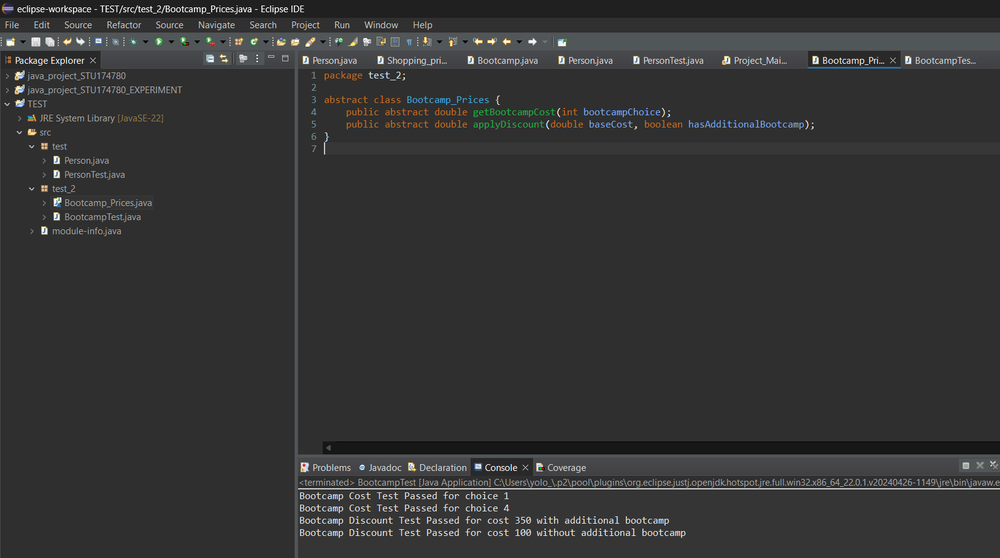 eclipse-workspace - TEST/src/test_2/Bootcamp_Prices.java - Eclipse IDE
File Edit Source Refactor Source Navigate Search Project Run Window Help
Package Explorer
java_project_STU174780
java_project_STU174780_EXPERIMENT
TEST
JRE System Library [JavaSE-22]
src
test
Person.java
PersonTest.java
test_2
Bootcamp_Prices.java
BootcampTest.java
module-info.java
Person.java Shopping_pri... Bootcamp.java Person.java PersonTest.java Project_Mai... Bootcamp_Pri... BootcampTes...
1 package test_2;
2
3 abstract class Bootcamp_Prices {
4 public abstract double getBootcampCost(int bootcampChoice);
5 public abstract double applyDiscount(double baseCost, boolean hasAdditionalBootcamp);
6 }
7
Problems @ Javadoc Declaration Console Coverage
<terminated> BootcampTest [Java Application] C:\Users\yolo_\.p2\pool\plugins\org.eclipse.justj.openjdk.hotspot.jre.full.win32.x86_64_22.0.1.v20240426-1149\jre\bin\javaw.e
Bootcamp Cost Test Passed for choice 1
Bootcamp Cost Test Passed for choice 4
Bootcamp Discount Test Passed for cost 350 with additional bootcamp
Bootcamp Discount Test Passed for cost 100 without additional bootcamp